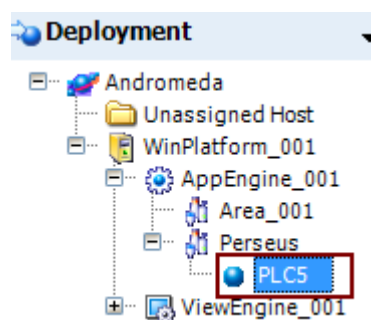 Deployment
Andromeda
Unassigned Host
WinPlatform_001
AppEngine_001
Area_001
Perseus
PLC5
ViewEngine_001